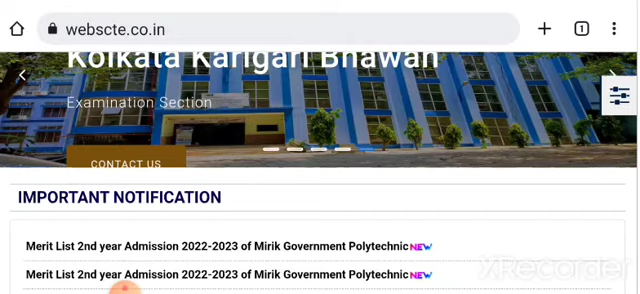 webscte.co.in
1
Kolkata Karigari Bhawan
Examination Section
CONTACT US
IMPORTANT NOTIFICATION
Merit List 2nd year Admission 2022-2023 of Mirik Government Polytechnic NEW
Merit List 2nd year Admission 2022-2023 of Mirik Government Polytechnic NEW
XRecorder